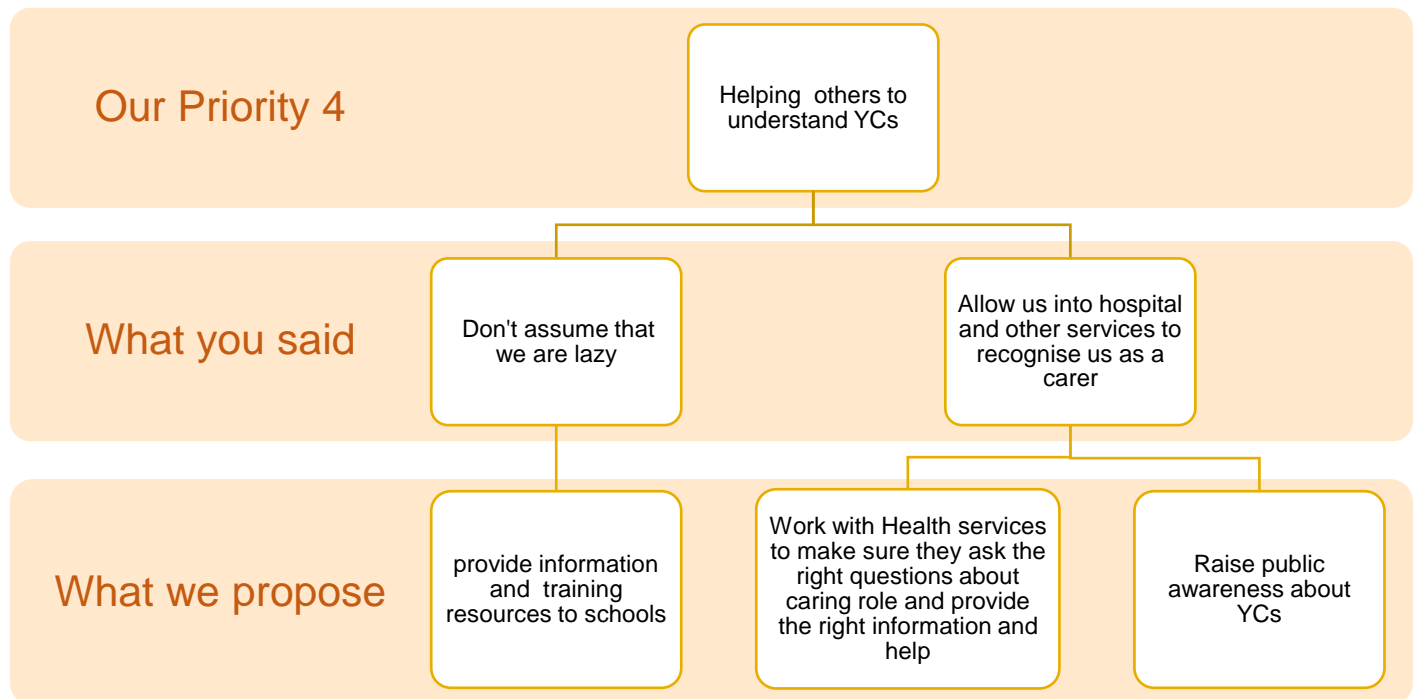 Our Priority 4
Helping  others to
understand YCs
What you said
Don't assume that
we are lazy
Allow us into hospital
and other services to
recognise us as a
carer
What we propose
provide information
and  training
resources to schools
Work with Health services
to make sure they ask the
right questions about
caring role and provide
the right information and
help
Raise public
awareness about
YCs